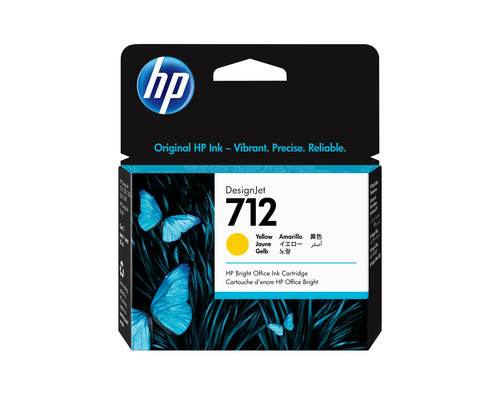 hp
Original HP Ink – Vibrant. Precise. Reliable.
DesignJet
712
Yellow Amarillo 黃色
Jaune イエロー أصفر
Gelb 노랑
HP Bright Office Ink Cartridge
Cartouche d'encre HP Office Bright